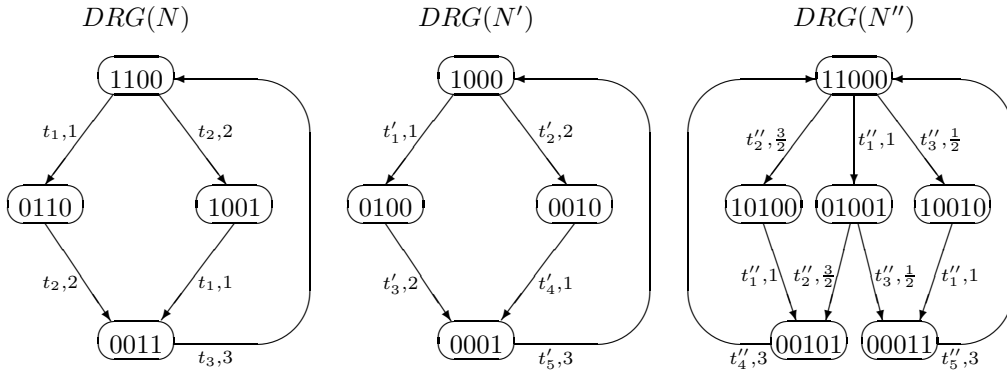 DRG(N) DRG(N′) DRG(N′′)
1100 1000 11000
t₁,1 t₂,2 t′₁,1 t′₂,2 t′′₂,3/2 t′′₁,1 t′′₃,1/2
0110 1001 0100 0010 10100 01001 10010
t₂,2 t₁,1 t′₃,2 t′₄,1 t′′₁,1 t′′₂,3/2 t′′₃,1/2 t′′₁,1
0011 0001 00101 00011
t₃,3 t′₅,3 t′′₄,3 t′′₅,3